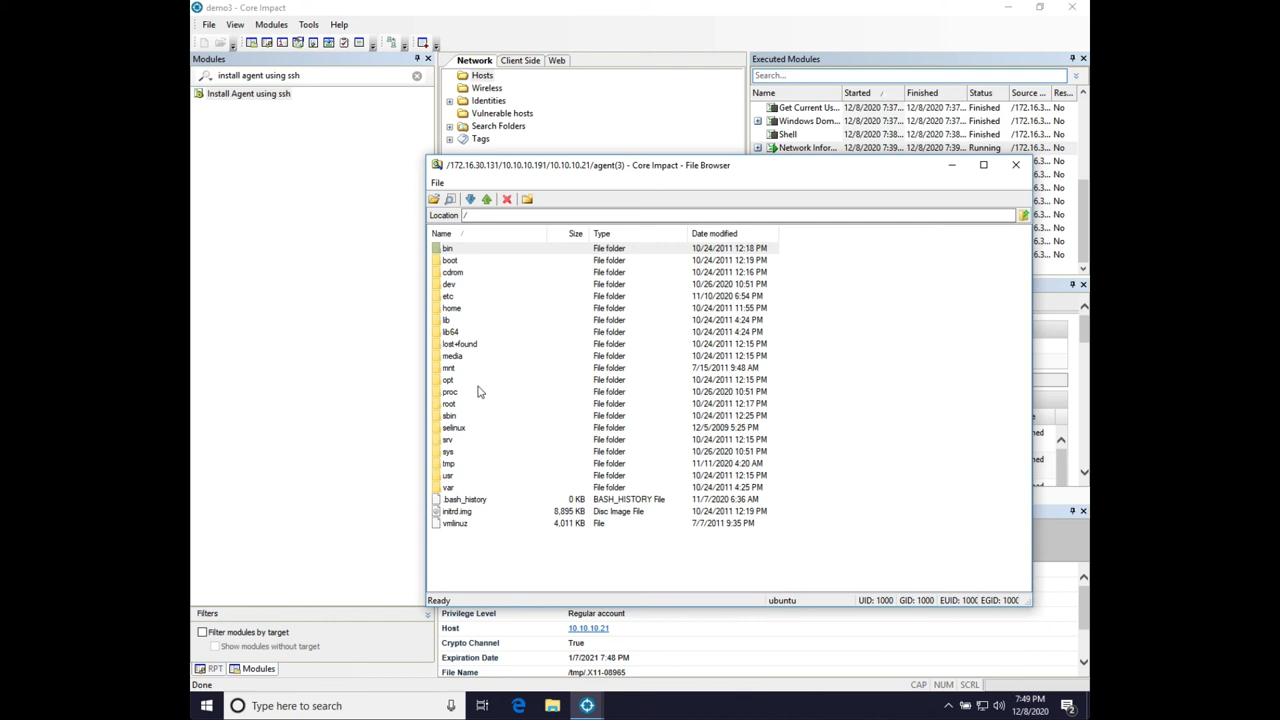 demo3 - Core Impact
File View Modules Tools Help
Modules
install agent using ssh
Install Agent using ssh
Network Client Side Web
Hosts
Wireless
Identities
Vulnerable hosts
Search Folders
Tags
Executed Modules
Search...
Name Started Finished Status Source ... Res...
Get Current Us... 12/8/2020 7:37... 12/8/2020 7:37... Finished /172.16.3... No
Windows Dom... 12/8/2020 7:37... 12/8/2020 7:37... Finished /172.16.3... No
Shell 12/8/2020 7:38... 12/8/2020 7:38... Finished /172.16.3... No
Network Infor... 12/8/2020 7:39... 12/8/2020 7:39... Running /172.16.3... No
/172.16.30.131/10.10.10.191/10.10.10.21/agent(3) - Core Impact - File Browser
File
Location /
Name Size Type Date modified
bin File folder 10/24/2011 12:18 PM
boot File folder 10/24/2011 12:19 PM
cdrom File folder 10/24/2011 12:16 PM
dev File folder 10/26/2020 10:51 PM
etc File folder 11/10/2020 6:54 PM
home File folder 10/24/2011 11:55 PM
lib File folder 10/24/2011 4:24 PM
lib64 File folder 10/24/2011 4:24 PM
lost+found File folder 10/24/2011 12:15 PM
media File folder 10/24/2011 12:15 PM
mnt File folder 7/15/2011 9:48 AM
opt File folder 10/24/2011 12:15 PM
proc File folder 10/26/2020 10:51 PM
root File folder 10/24/2011 12:17 PM
sbin File folder 10/24/2011 12:25 PM
selinux File folder 12/5/2009 5:25 PM
srv File folder 10/24/2011 12:15 PM
sys File folder 10/26/2020 10:51 PM
tmp File folder 11/11/2020 4:20 AM
usr File folder 10/24/2011 12:15 PM
var File folder 10/24/2011 4:25 PM
.bash_history 0 KB BASH_HISTORY File 11/7/2020 6:36 AM
initrd.img 8,895 KB Disc Image File 10/24/2011 12:19 PM
vmlinuz 4,011 KB File 7/7/2011 9:35 PM
Ready ubuntu UID: 1000 GID: 1000 EUID: 1000 EGID: 1000
Filters
Filter modules by target
Show modules without target
RPT Modules
Done
Privilege Level Regular account
Host 10.10.10.21
Crypto Channel True
Expiration Date 1/7/2021 7:48 PM
File Name /tmp/.X11-08965
CAP NUM SCRL
Type here to search
7:49 PM
12/8/2020
2